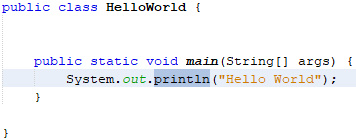 public class HelloWorld {
public static void main(String[] args) {
System.out.println("Hello World");
}
}